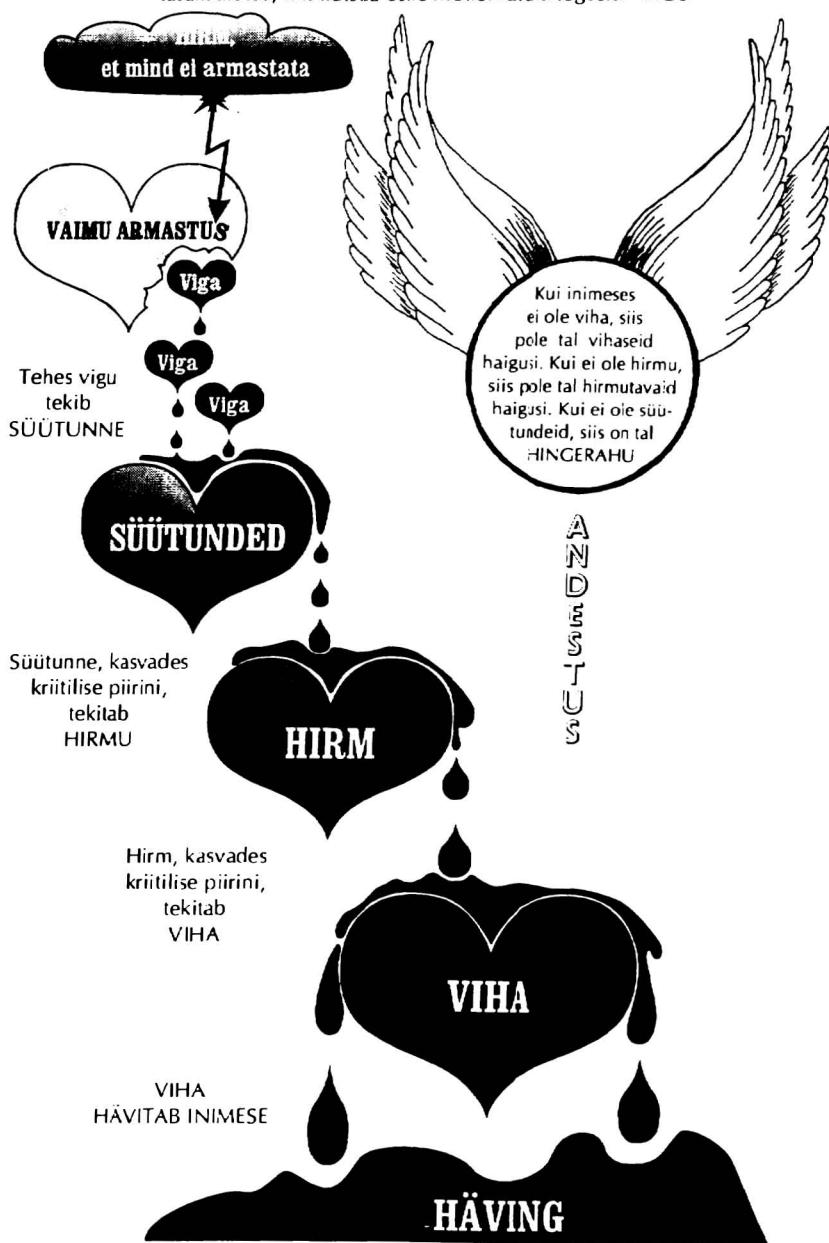 et mind ei armastata
VAIMU ARMASTUS
Viga
Viga
Viga
Tehes vigu
tekib
SÜÜTUNNE
SÜÜTUNDED
Süütunne, kasvades
kriitilise piirini,
tekitab
HIRMU
HIRM
Hirm, kasvades
kriitilise piirini,
tekitab
VIHA
VIHA
VIHA
HÄVITAB INIMESE
HÄVING
Kui inimeses
ei ole viha, siis
pole tal vihaseid
haigusi. Kui ei ole hirmu,
siis pole tal hirmutavaid
haigusi. Kui ei ole süü-
tundeid, siis on tal
HINGERAHU
ANDESTUS